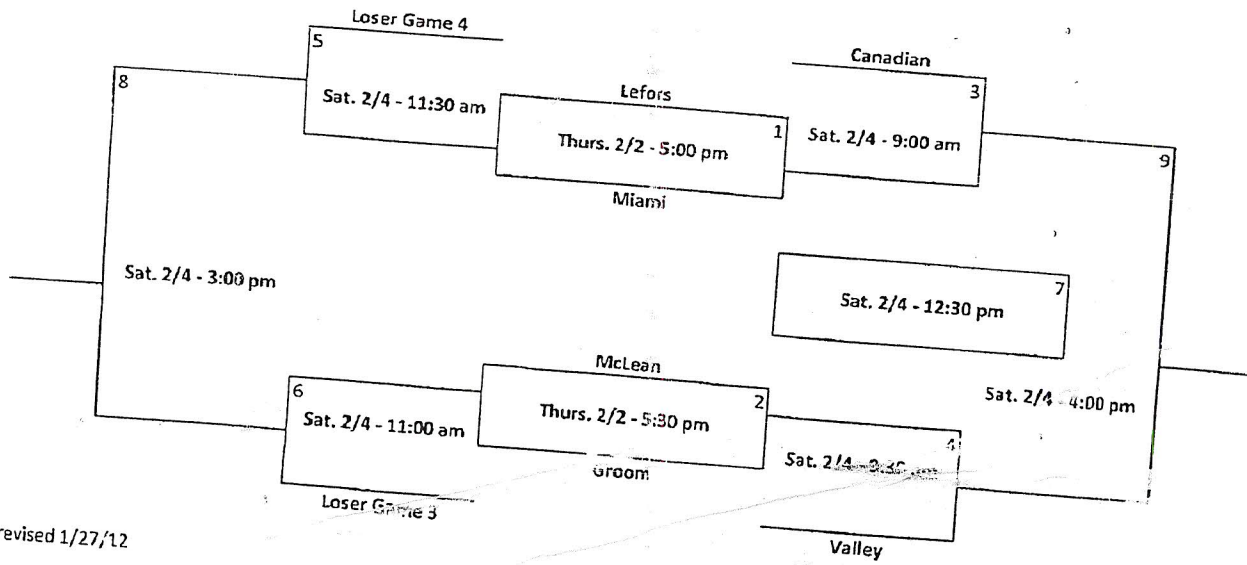 Loser Game 4
5
Canadian
8
Sat. 2/4 - 11:30 am
Lefors
3
Thurs. 2/2 - 5:00 pm
1
Sat. 2/4 - 9:00 am
9
Miami
Sat. 2/4 - 3:00 pm
7
Sat. 2/4 - 12:30 pm
McLean
6
2
Sat. 2/4 - 4:00 pm
Sat. 2/4 - 11:00 am
Thurs. 2/2 - 5:30 pm
4
Sat. 2/4
Groom
Loser Game 3
revised 1/27/12
Valley